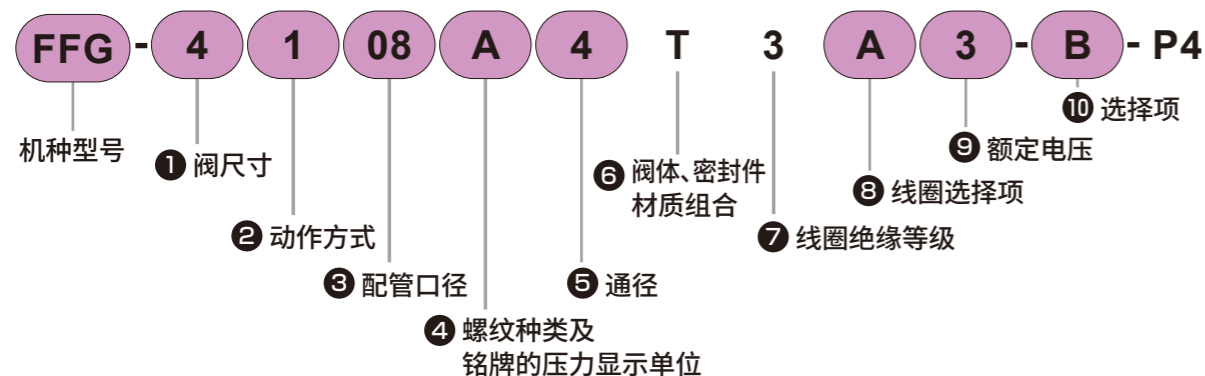 FFG - 4 1 08 A 4 T 3 A 3 - B - P4
机种型号
❶ 阀尺寸
❷ 动作方式
❸ 配管口径
❹ 螺纹种类及
铭牌的压力显示单位
❺ 通径
❻ 阀体、密封件
材质组合
❼ 线圈绝缘等级
❽ 线圈选择项
❾ 额定电压
❿ 选择项